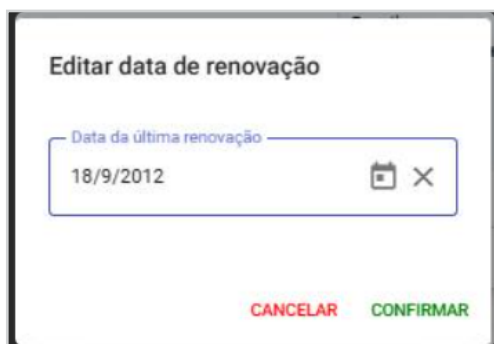 Editar data de renovação
Data da última renovação
18/9/2012
CANCELAR CONFIRMAR